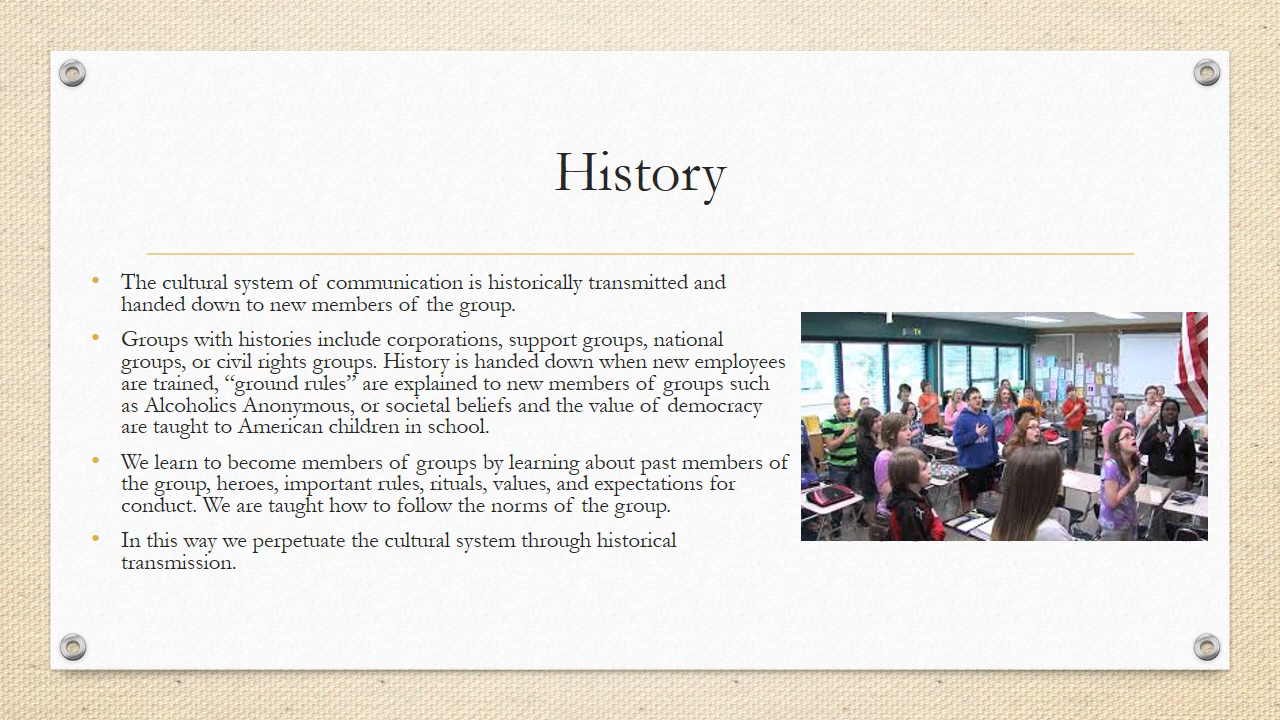 History
• The cultural system of communication is historically transmitted and
handed down to new members of the group.
• Groups with histories include corporations, support groups, national
groups, or civil rights groups. History is handed down when new employees
are trained, “ground rules” are explained to new members of groups such
as Alcoholics Anonymous, or societal beliefs and the value of democracy
are taught to American children in school.
• We learn to become members of groups by learning about past members of
the group, heroes, important rules, rituals, values, and expectations for
conduct. We are taught how to follow the norms of the group.
• In this way we perpetuate the cultural system through historical
transmission.